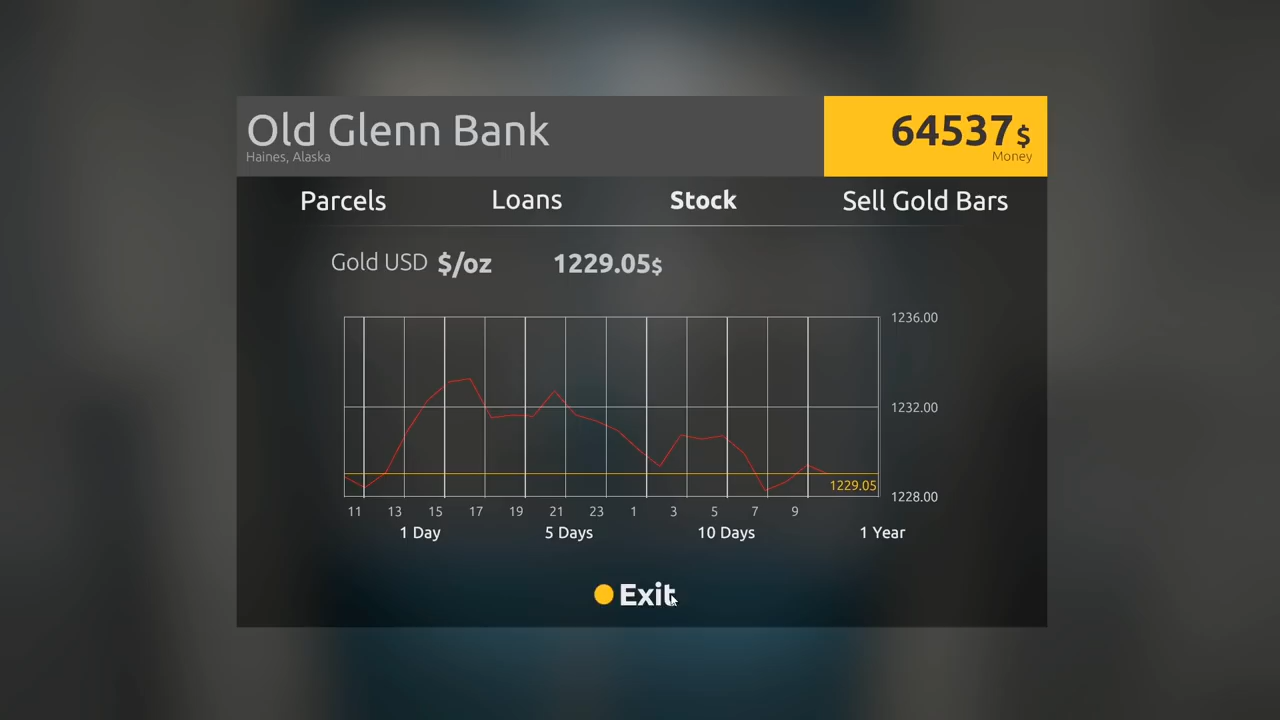 Old Glenn Bank
Haines, Alaska
64537$
Money
Parcels Loans Stock Sell Gold Bars
Gold USD $/oz 1229.05$
1236.00
1232.00
1229.05
1228.00
11 13 15 17 19 21 23 1 3 5 7 9
1 Day 5 Days 10 Days 1 Year
Exit